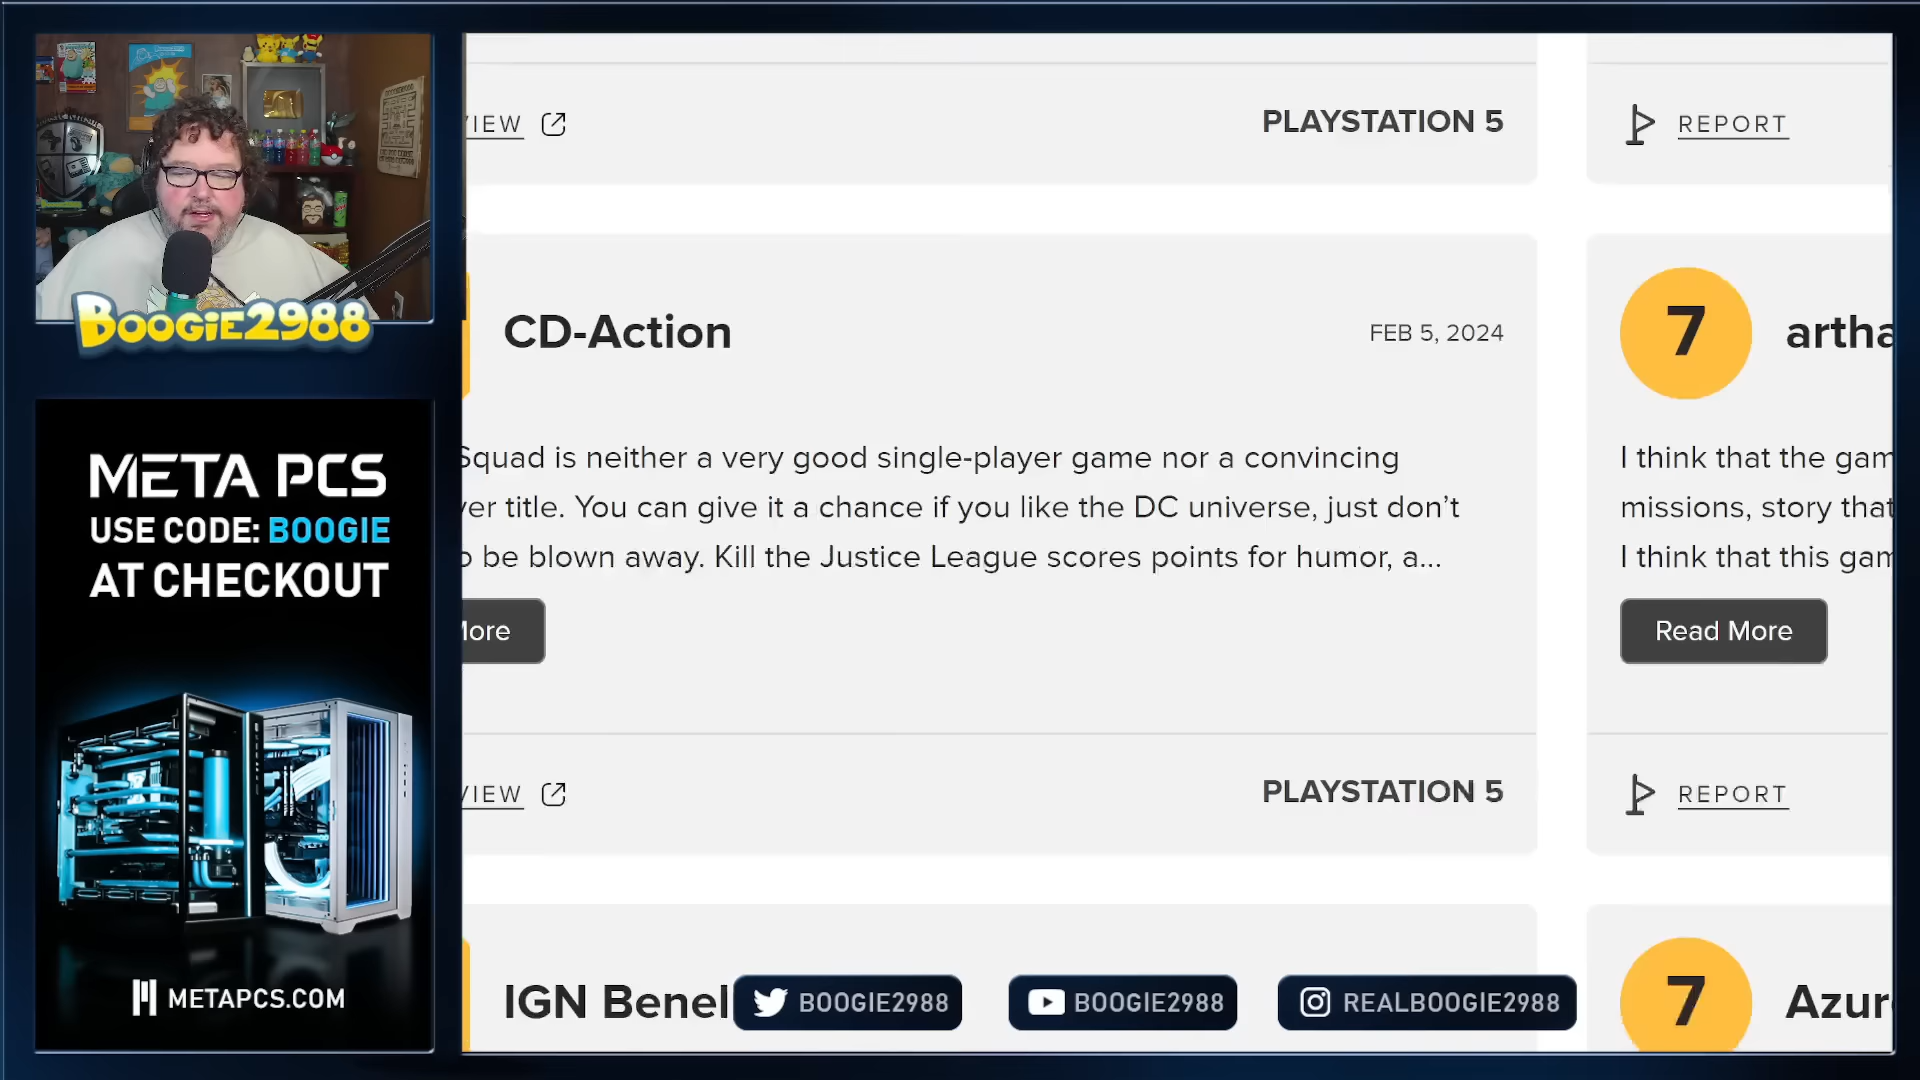 VIEW
PLAYSTATION 5
REPORT
CD-Action
FEB 5, 2024
Squad is neither a very good single-player game nor a convincing
ver title. You can give it a chance if you like the DC universe, just don't
o be blown away. Kill the Justice League scores points for humor, a...
More
VIEW
PLAYSTATION 5
7
artha
I think that the gam
missions, story that
I think that this gam
Read More
REPORT
IGN Benel
7
Azur
BOOGIE2988
META PCS
USE CODE: BOOGIE
AT CHECKOUT
METAPCS.COM
BOOGIE2988
BOOGIE2988
REALBOOGIE2988